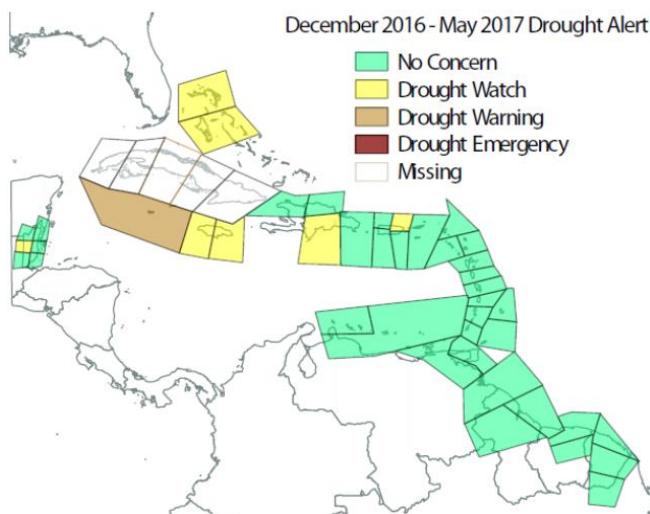 December 2016 - May 2017 Drought Alert
No Concern
Drought Watch
Drought Warning
Drought Emergency
Missing